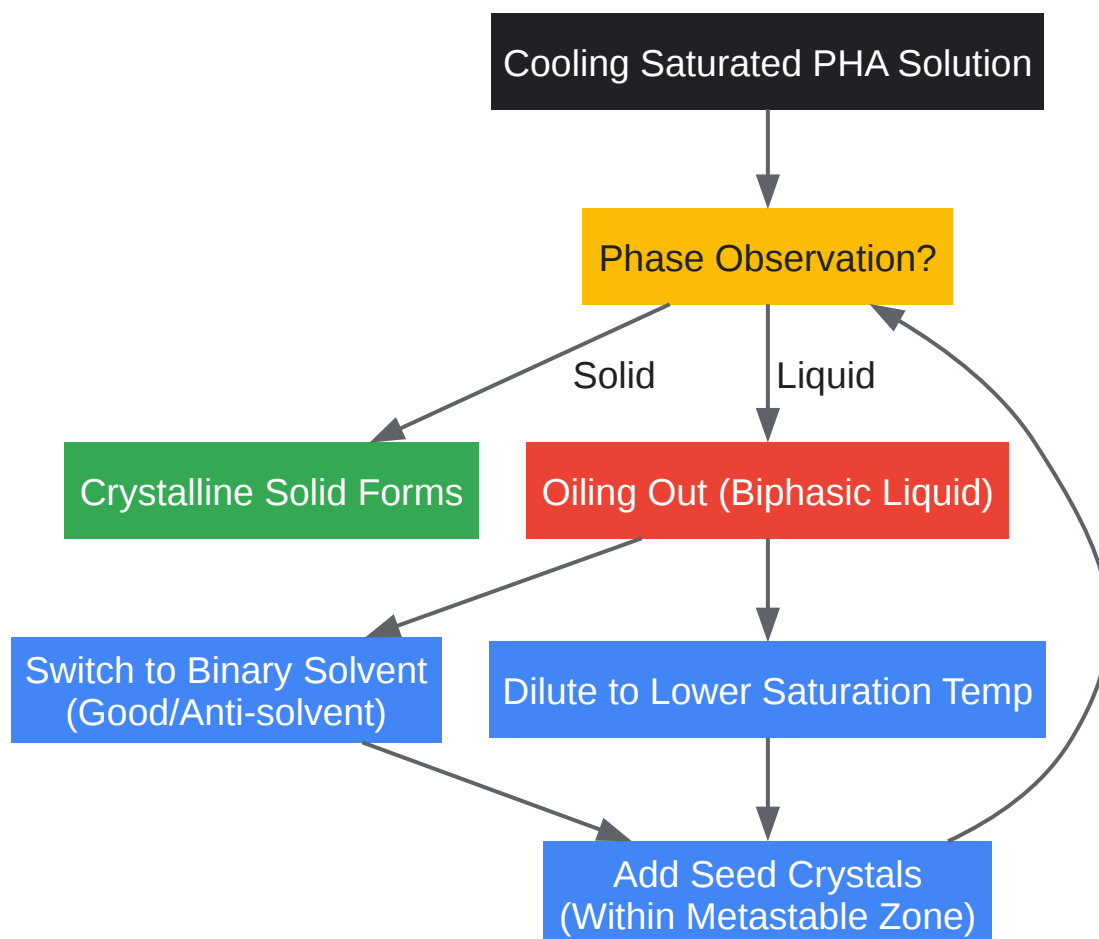 Cooling Saturated PHA Solution
Phase Observation?
Solid
Liquid
Crystalline Solid Forms
Oiling Out (Biphasic Liquid)
Switch to Binary Solvent
(Good/Anti-solvent)
Dilute to Lower Saturation Temp
Add Seed Crystals
(Within Metastable Zone)